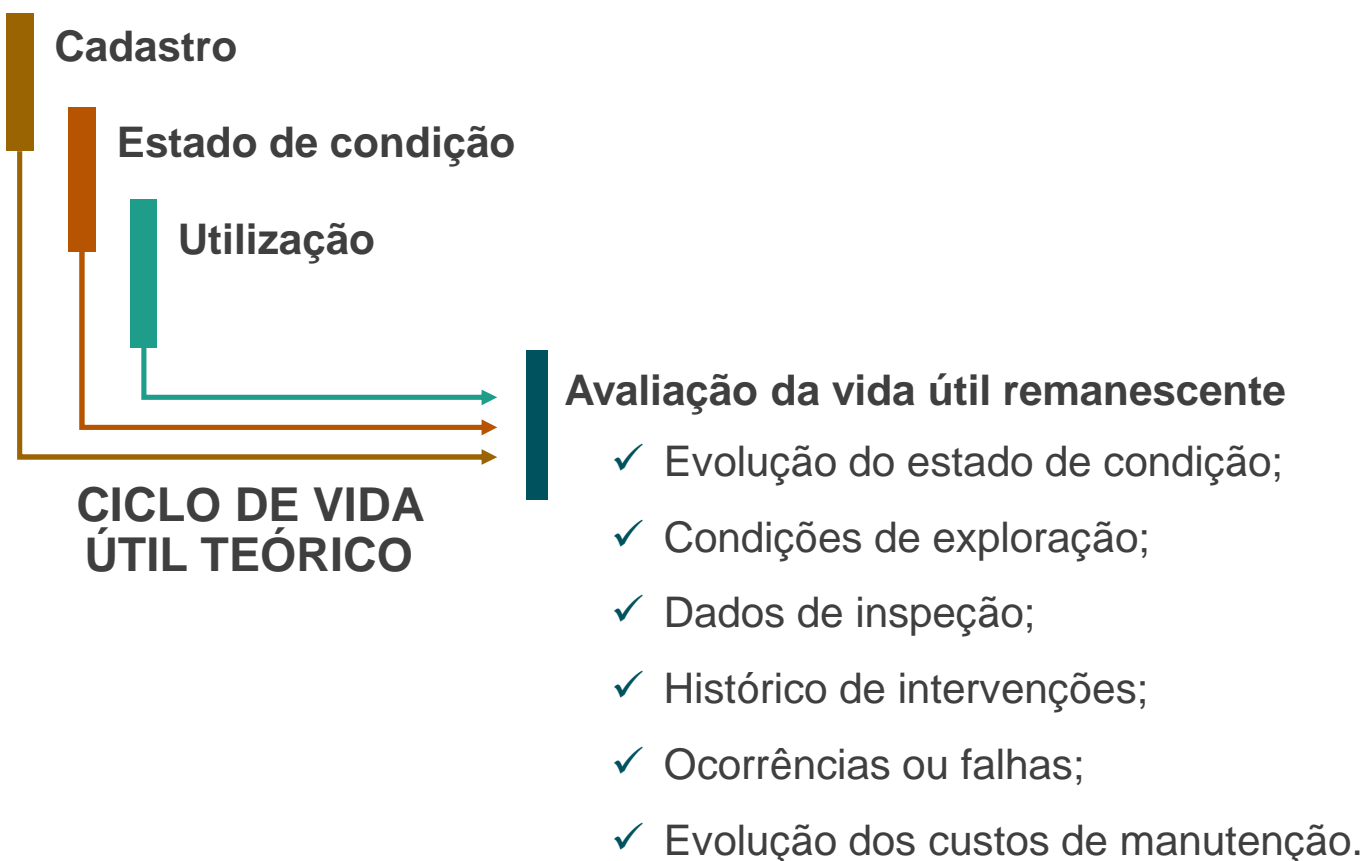 Cadastro
Estado de condição
Utilização
CICLO DE VIDA
ÚTIL TEÓRICO
Avaliação da vida útil remanescente
✓ Evolução do estado de condição;
✓ Condições de exploração;
✓ Dados de inspeção;
✓ Histórico de intervenções;
✓ Ocorrências ou falhas;
✓ Evolução dos custos de manutenção.